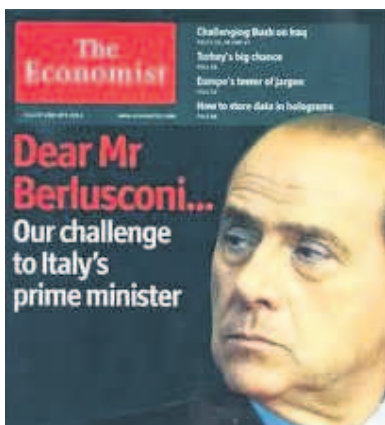 The
Economist
Challenging Bush on Iraq
Turkey's big chance
Europe's tower of jargon
How to store data in holograms
Dear Mr
Berlusconi...
Our challenge
to Italy's
prime minister